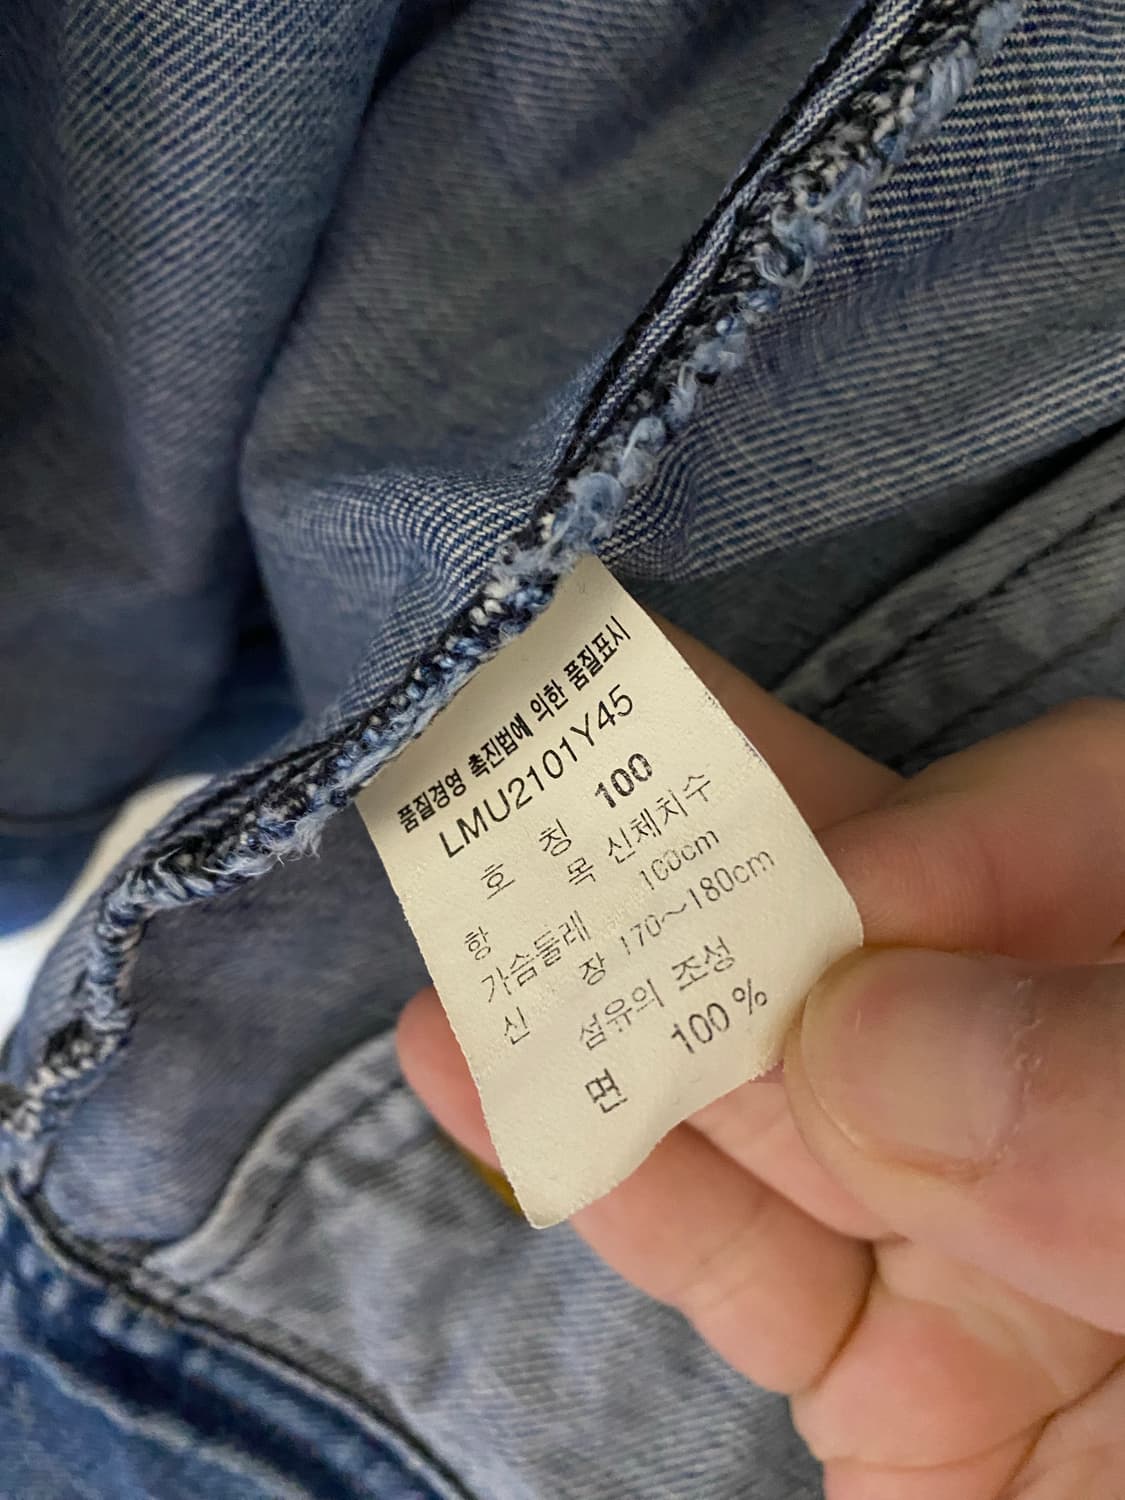 품질경영 촉진법에 의한 품질표시
LMU2101Y45
호 칭 100
항 목 신체치수
가슴둘레 100cm
신 장 170~180cm
섬유의 조성
면 100 %